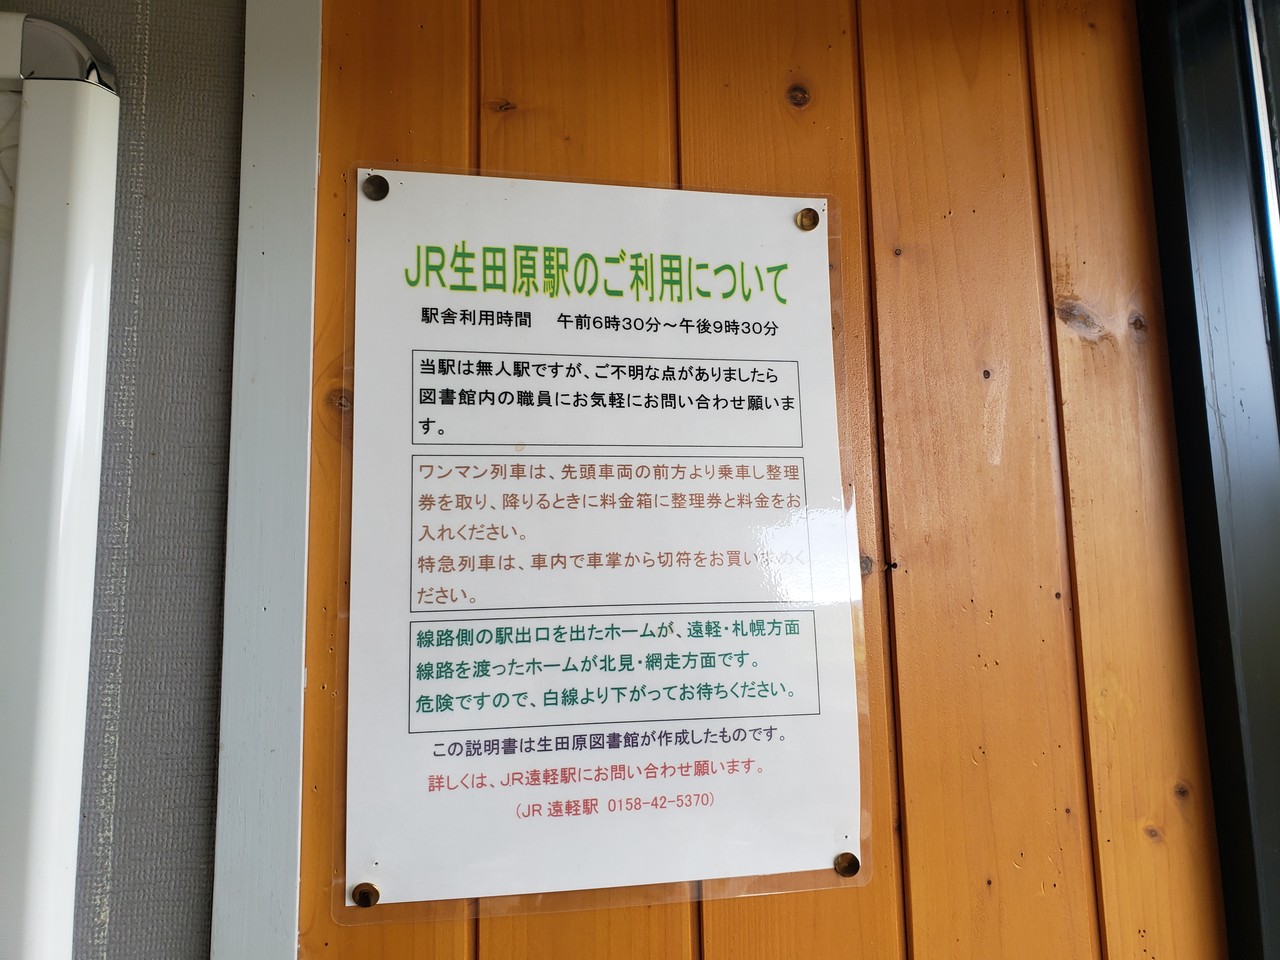 JR生田原駅のご利用について
駅舎利用時間　午前6時30分～午後9時30分
当駅は無人駅ですが、ご不明な点がありましたら
図書館内の職員にお気軽にお問い合わせ願いま
す。
ワンマン列車は、先頭車両の前方より乗車し整理
券を取り、降りるときに料金箱に整理券と料金をお
入れください。
特急列車は、車内で車掌から切符をお買い求めく
ださい。
線路側の駅出口を出たホームが、遠軽・札幌方面
線路を渡ったホームが北見・網走方面です。
危険ですので、白線より下がってお待ちください。
この説明書は生田原図書館が作成したものです。
詳しくは、JR遠軽駅にお問い合わせ願います。
（JR 遠軽駅 0158-42-5370）